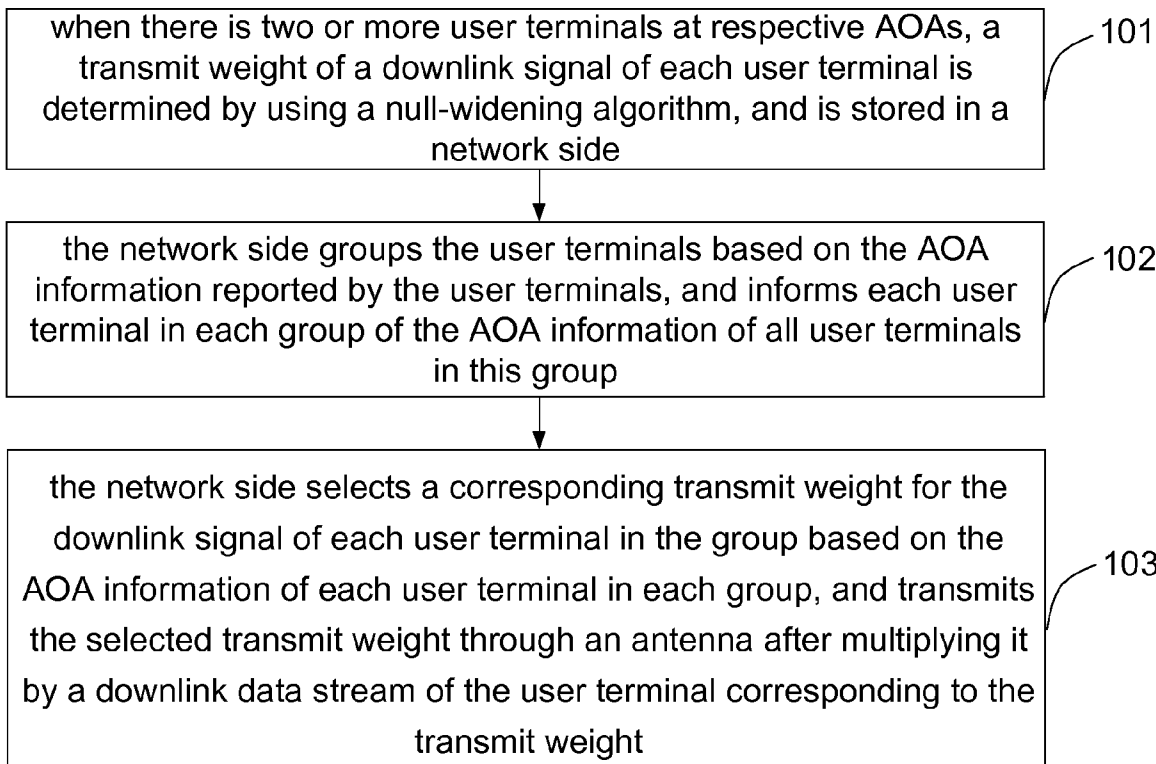 when there is two or more user terminals at respective AOAs, a
transmit weight of a downlink signal of each user terminal is
determined by using a null-widening algorithm, and is stored in a
network side
101
the network side groups the user terminals based on the AOA
information reported by the user terminals, and informs each user
terminal in each group of the AOA information of all user terminals
in this group
102
the network side selects a corresponding transmit weight for the
downlink signal of each user terminal in the group based on the
AOA information of each user terminal in each group, and transmits
the selected transmit weight through an antenna after multiplying it
by a downlink data stream of the user terminal corresponding to the
transmit weight
103